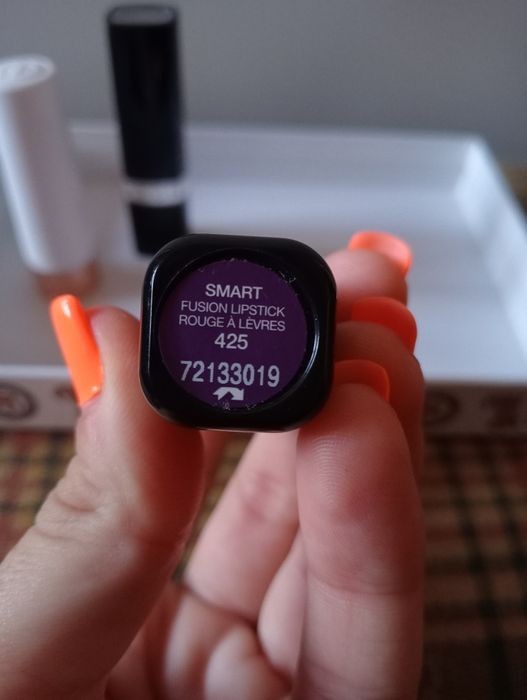 SMART
FUSION LIPSTICK
ROUGE À LÈVRES
425
72133019